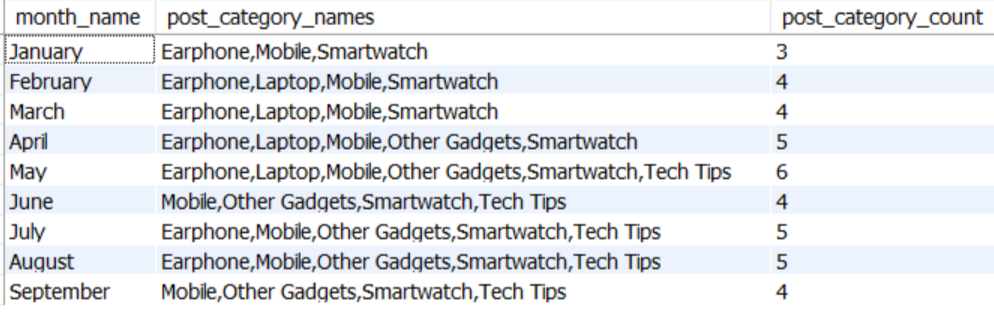 month_name post_category_names post_category_count
January Earphone,Mobile,Smartwatch 3
February Earphone,Laptop,Mobile,Smartwatch 4
March Earphone,Laptop,Mobile,Smartwatch 4
April Earphone,Laptop,Mobile,Other Gadgets,Smartwatch 5
May Earphone,Laptop,Mobile,Other Gadgets,Smartwatch,Tech Tips 6
June Mobile,Other Gadgets,Smartwatch,Tech Tips 4
July Earphone,Mobile,Other Gadgets,Smartwatch,Tech Tips 5
August Earphone,Mobile,Other Gadgets,Smartwatch,Tech Tips 5
September Mobile,Other Gadgets,Smartwatch,Tech Tips 4